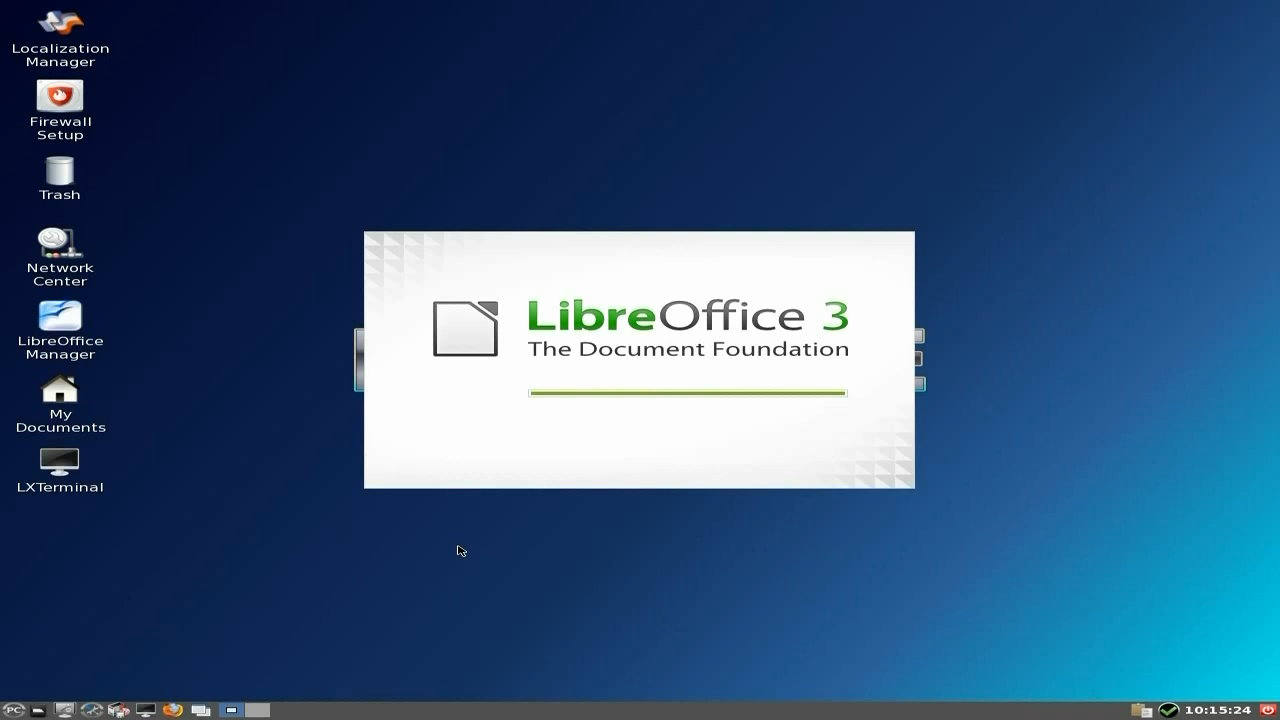 Localization
Manager
Firewall
Setup
Trash
Network
Center
LibreOffice
Manager
My
Documents
LXTerminal
LibreOffice 3
The Document Foundation
PC
10:15:24